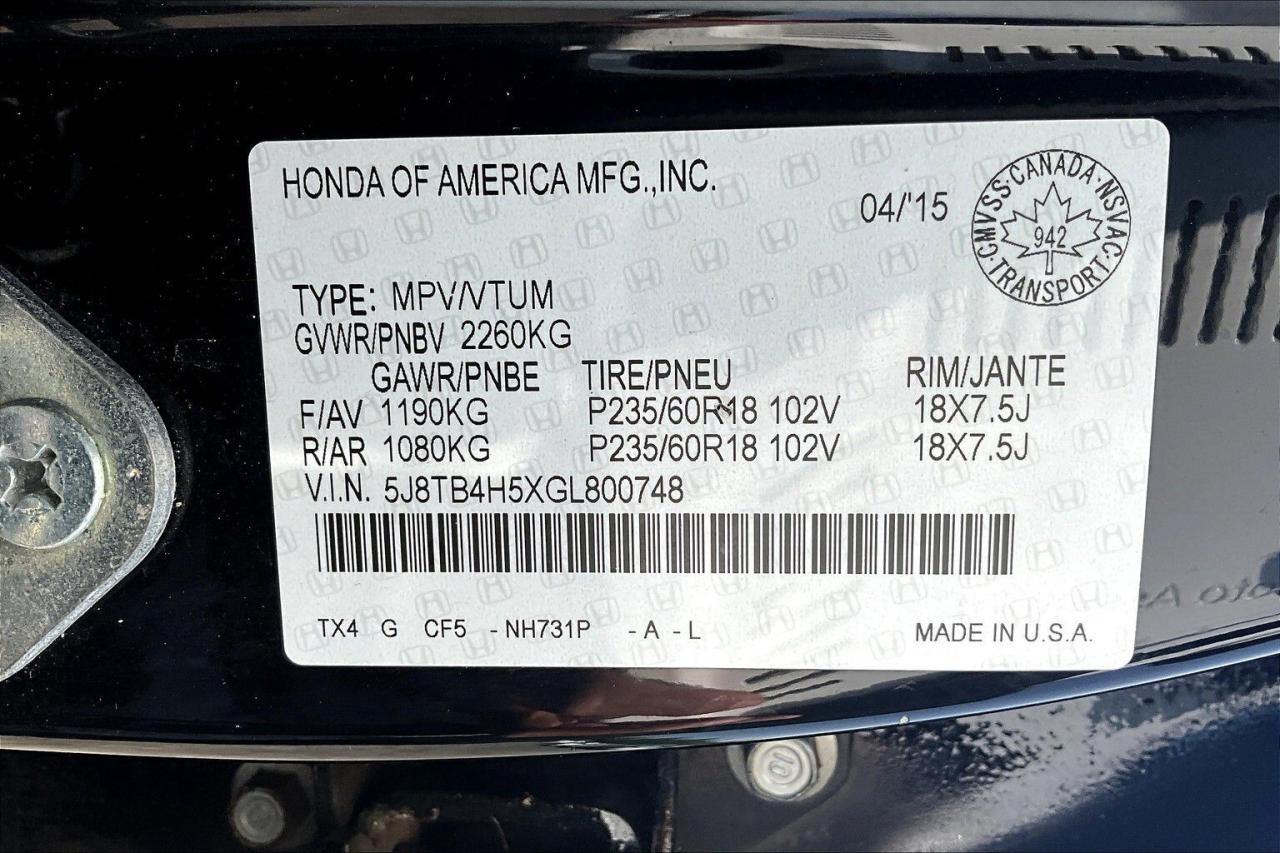 HONDA OF AMERICA MFG.,INC.
04/'15
CMVSS·CANADA·NSVAC·TRANSPORT·
942
TYPE: MPV/VTUM
GVWR/PNBV 2260KG
GAWR/PNBE TIRE/PNEU RIM/JANTE
F/AV 1190KG P235/60R18 102V 18X7.5J
R/AR 1080KG P235/60R18 102V 18X7.5J
V.I.N. 5J8TB4H5XGL800748
TX4 G CF5 -NH731P -A -L
MADE IN U.S.A.
10